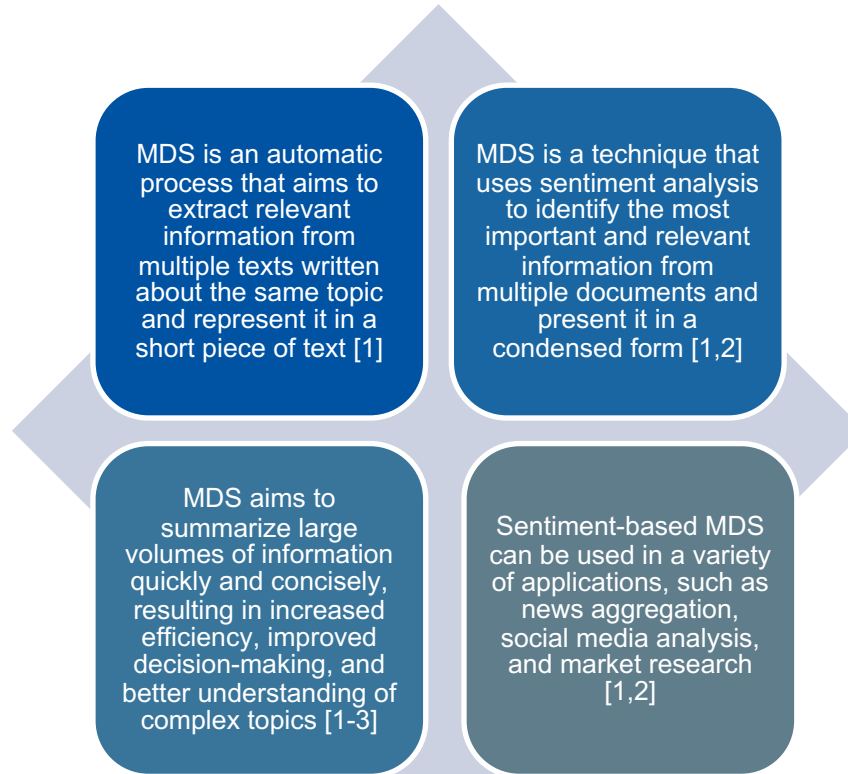 MDS is an automatic
process that aims to
extract relevant
information from
multiple texts written
about the same topic
and represent it in a
short piece of text [1]
MDS is a technique that
uses sentiment analysis
to identify the most
important and relevant
information from
multiple documents and
present it in a
condensed form [1,2]
MDS aims to
summarize large
volumes of information
quickly and concisely,
resulting in increased
efficiency, improved
decision-making, and
better understanding of
complex topics [1-3]
Sentiment-based MDS
can be used in a variety
of applications, such as
news aggregation,
social media analysis,
and market research
[1,2]